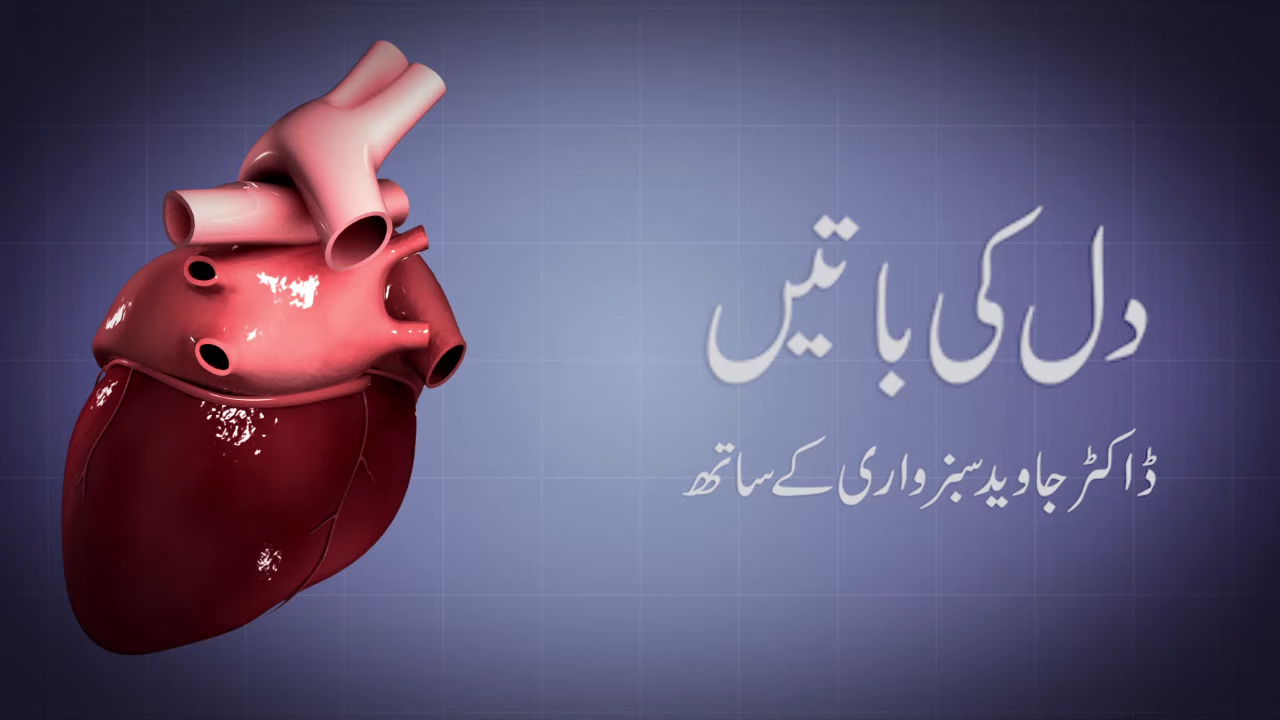 دل کی باتیں
ڈاکٹر جاوید سبزواری کے ساتھ